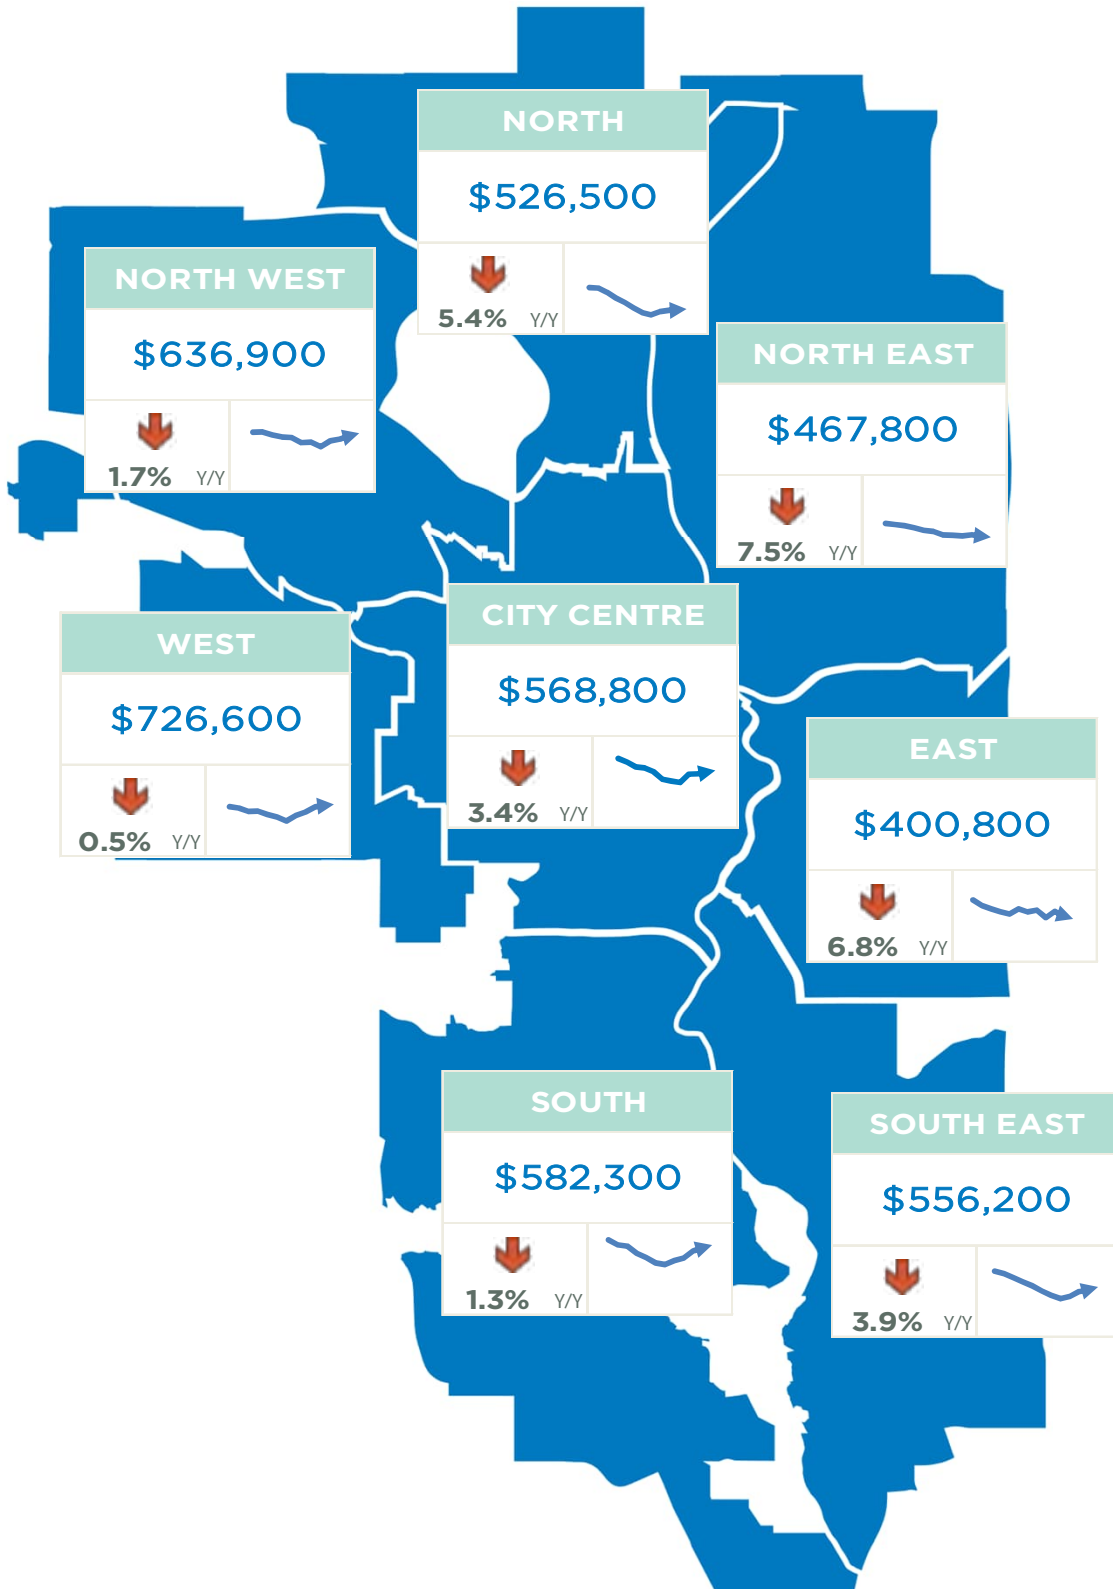 NORTH
$526,500
5.4% Y/Y
NORTH WEST
$636,900
1.7% Y/Y
NORTH EAST
$467,800
7.5% Y/Y
CITY CENTRE
$568,800
3.4% Y/Y
WEST
$726,600
0.5% Y/Y
EAST
$400,800
6.8% Y/Y
SOUTH
$582,300
1.3% Y/Y
SOUTH EAST
$556,200
3.9% Y/Y